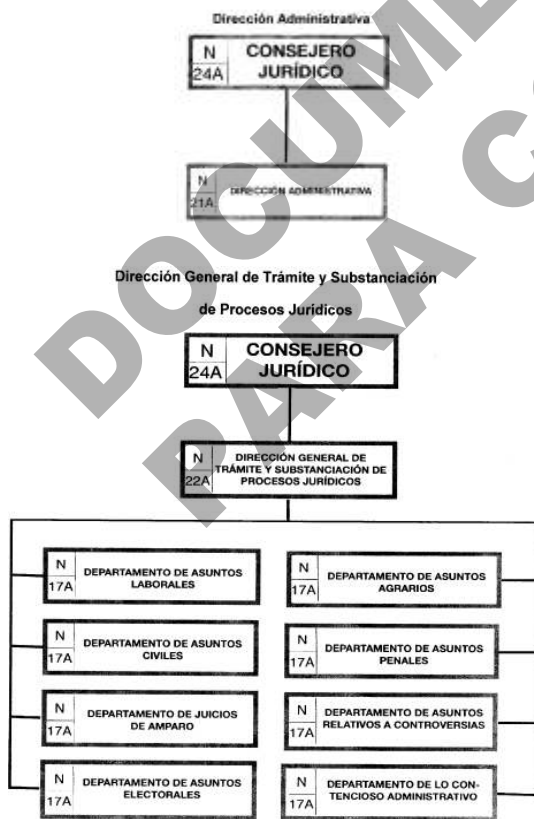 Dirección Administrativa
N
24A
CONSEJERO
JURÍDICO
N
21A
DIRECCIÓN ADMINISTRATIVA
Dirección General de Trámite y Substanciación
de Procesos Jurídicos
N
24A
CONSEJERO
JURÍDICO
N
22A
DIRECCIÓN GENERAL DE
TRÁMITE Y SUBSTANCIACIÓN DE
PROCESOS JURÍDICOS
N
17A
DEPARTAMENTO DE ASUNTOS
LABORALES
N
17A
DEPARTAMENTO DE ASUNTOS
AGRARIOS
N
17A
DEPARTAMENTO DE ASUNTOS
CIVILES
N
17A
DEPARTAMENTO DE ASUNTOS
PENALES
N
17A
DEPARTAMENTO DE JUICIOS
DE AMPARO
N
17A
DEPARTAMENTO DE ASUNTOS
RELATIVOS A CONTROVERSIAS
N
17A
DEPARTAMENTO DE ASUNTOS
ELECTORALES
N
17A
DEPARTAMENTO DE LO CON-
TENCIOSO ADMINISTRATIVO
DOCUME
PARA CO